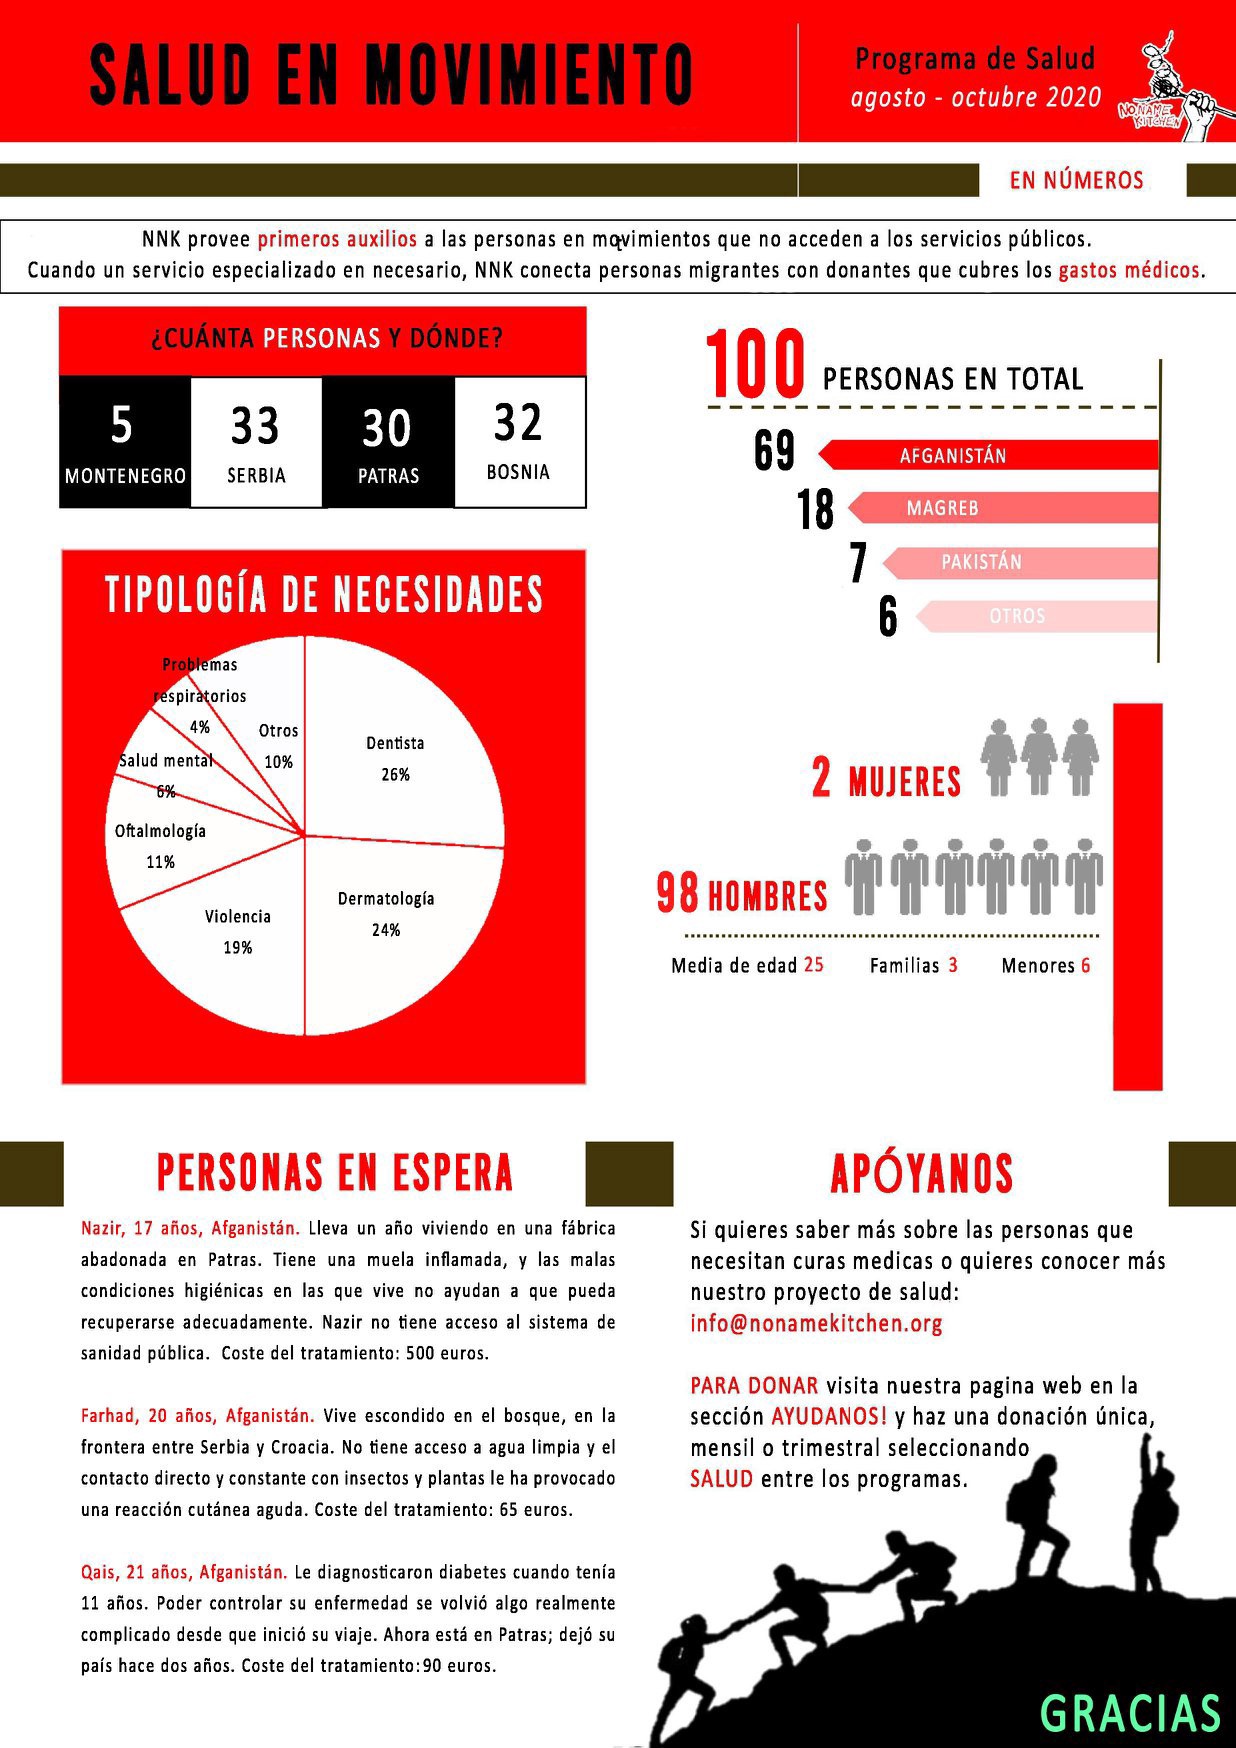 SALUD EN MOVIMIENTO
Programa de Salud
agosto - octubre 2020
NO NAME
KITCHEN
EN NÚMEROS
NNK provee primeros auxilios a las personas en movimientos que no acceden a los servicios públicos.
Cuando un servicio especializado en necesario, NNK conecta personas migrantes con donantes que cubres los gastos médicos.
¿CUÁNTA PERSONAS Y DÓNDE?
5
MONTENEGRO
33
SERBIA
30
PATRAS
32
BOSNIA
100 PERSONAS EN TOTAL
69 AFGANISTÁN
18 MAGREB
7 PAKISTÁN
6 OTROS
TIPOLOGÍA DE NECESIDADES
Problemas
respiratorios
4%
Otros
10%
Dentista
26%
Salud mental
6%
Oftalmología
11%
Dermatología
24%
Violencia
19%
2 MUJERES
98 HOMBRES
Media de edad 25 Familias 3 Menores 6
PERSONAS EN ESPERA
Nazir, 17 años, Afganistán. Lleva un año viviendo en una fábrica
abadonada en Patras. Tiene una muela inflamada, y las malas
condiciones higiénicas en las que vive no ayudan a que pueda
recuperarse adecuadamente. Nazir no tiene acceso al sistema de
sanidad pública. Coste del tratamiento: 500 euros.
Farhad, 20 años, Afganistán. Vive escondido en el bosque, en la
frontera entre Serbia y Croacia. No tiene acceso a agua limpia y el
contacto directo y constante con insectos y plantas le ha provocado
una reacción cutánea aguda. Coste del tratamiento: 65 euros.
Qais, 21 años, Afganistán. Le diagnosticaron diabetes cuando tenía
11 años. Poder controlar su enfermedad se volvió algo realmente
complicado desde que inició su viaje. Ahora está en Patras; dejó su
país hace dos años. Coste del tratamiento:90 euros.
APÓYANOS
Si quieres saber más sobre las personas que
necesitan curas medicas o quieres conocer más
nuestro proyecto de salud:
info@nonamekitchen.org
PARA DONAR visita nuestra pagina web en la
sección AYUDANOS! y haz una donación única,
mensil o trimestral seleccionando
SALUD entre los programas.
GRACIAS